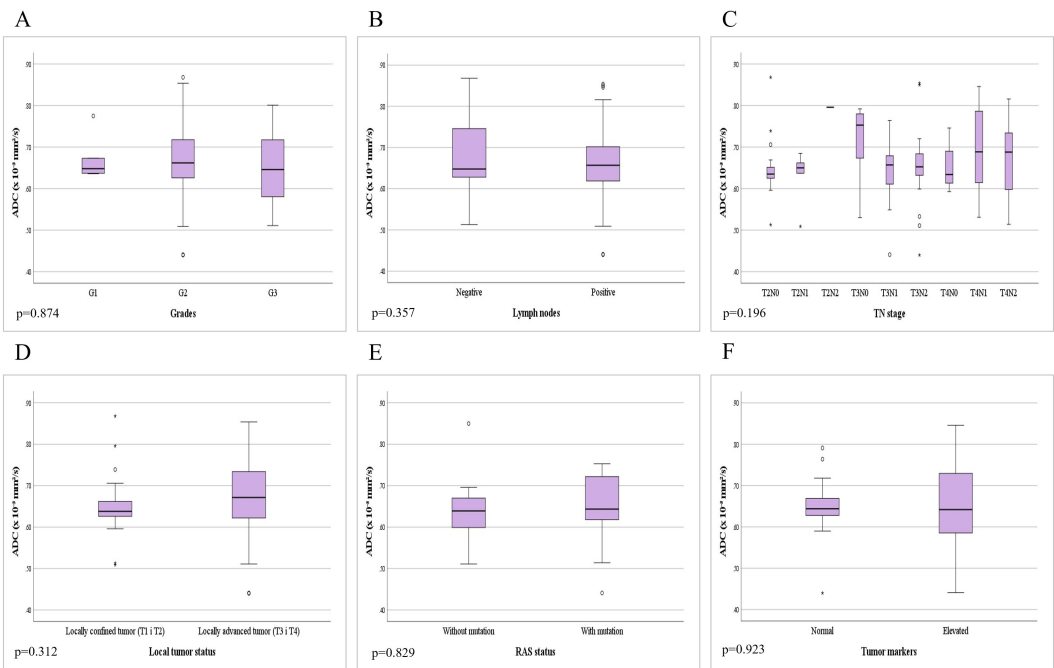 A
ADC (x 10⁻³ mm²/s)
.90
.80
.70
.60
.50
.40
G1 G2 G3
p=0.874 Grades
B
ADC (x 10⁻³ mm²/s)
.90
.80
.70
.60
.50
.40
Negative Positive
p=0.357 Lymph nodes
C
ADC (x 10⁻³ mm²/s)
.90
.80
.70
.60
.50
.40
T2N0 T2N1 T2N2 T3N0 T3N1 T3N2 T4N0 T4N1 T4N2
p=0.196 TN stage
D
ADC (x 10⁻³ mm²/s)
.90
.80
.70
.60
.50
.40
Locally confined tumor (T1 i T2) Locally advanced tumor (T3 i T4)
p=0.312 Local tumor status
E
ADC (x 10⁻³ mm²/s)
.90
.80
.70
.60
.50
.40
Without mutation With mutation
p=0.829 RAS status
F
ADC (x 10⁻³ mm²/s)
.90
.80
.70
.60
.50
.40
Normal Elevated
p=0.923 Tumor markers